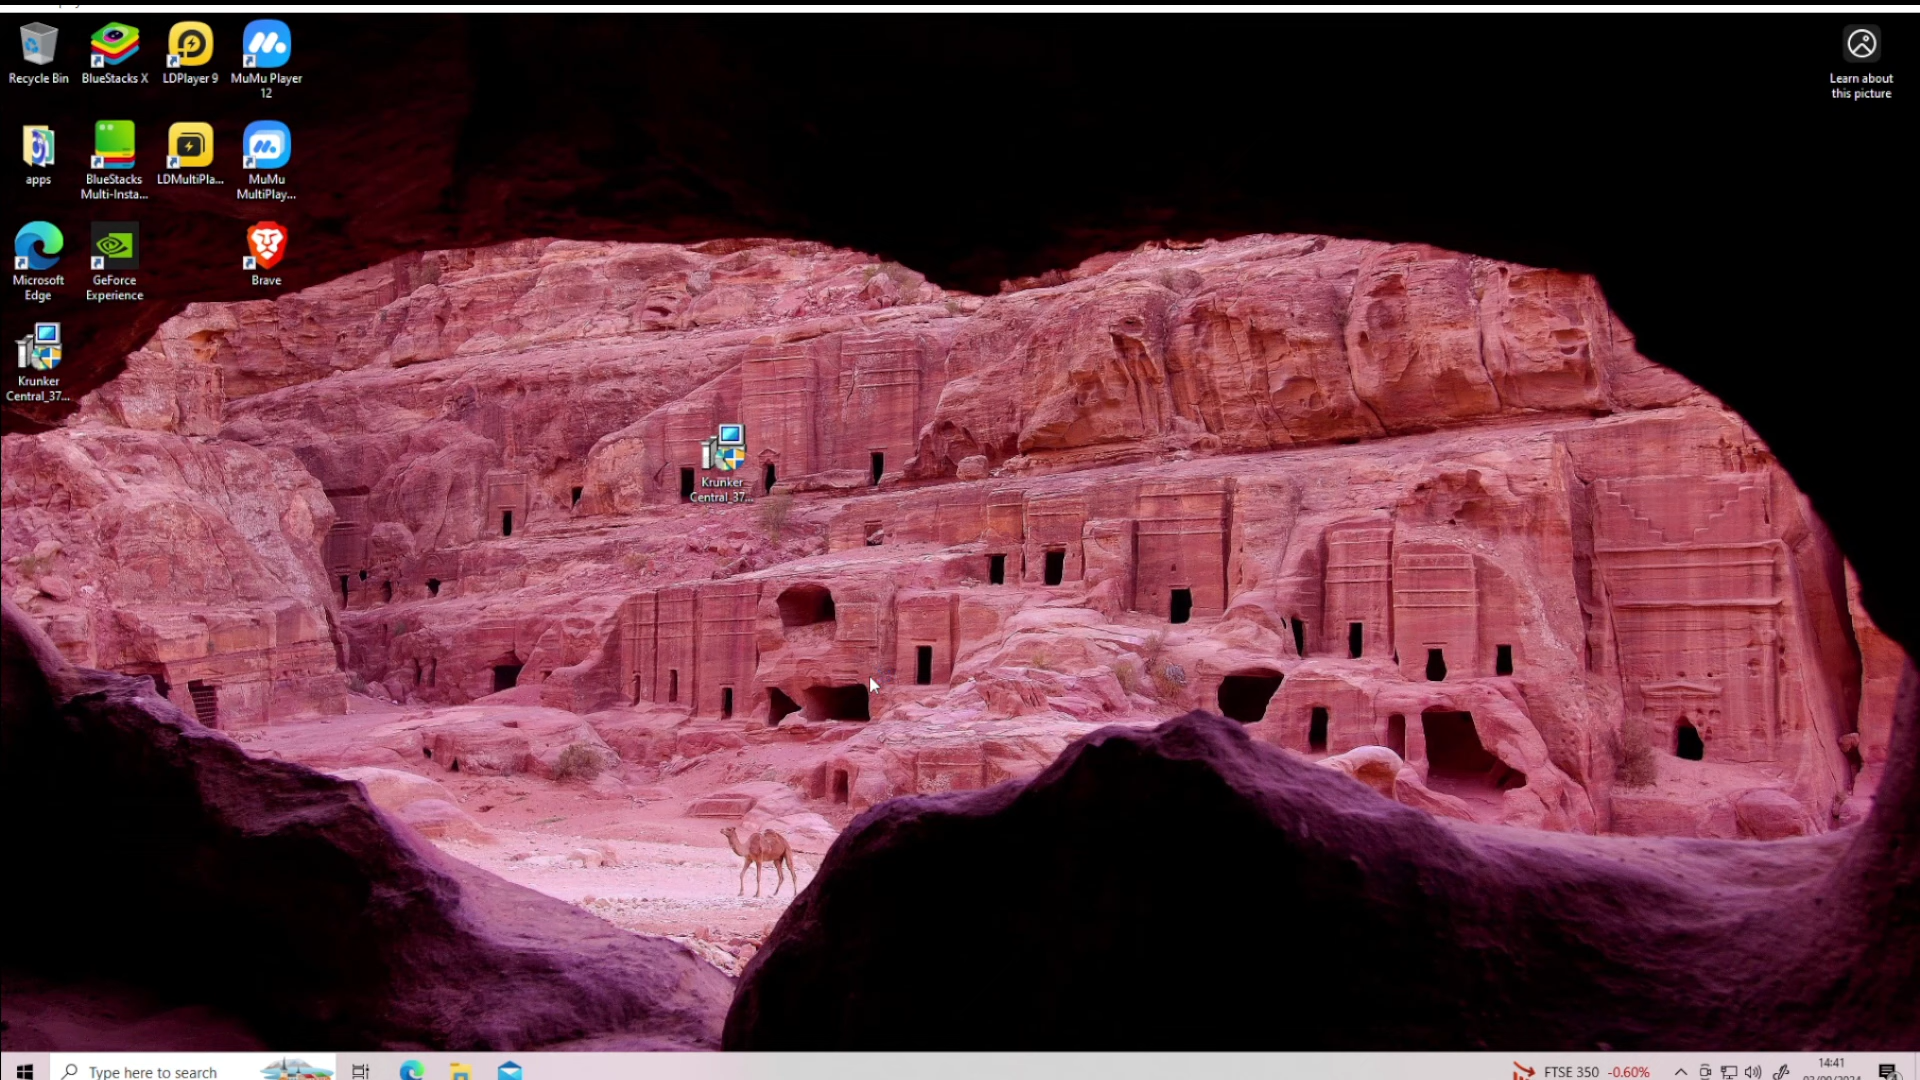 Recycle Bin
BlueStacks X
LDPlayer 9
MuMu Player
12
Learn about
this picture
apps
BlueStacks
Multi-Insta...
LDMultiPla...
MuMu
MultiPlay...
Microsoft
Edge
GeForce
Experience
Brave
Krunker
Central_37...
Krunker
Central_37...
Type here to search
FTSE 350 -0.60%
14:41